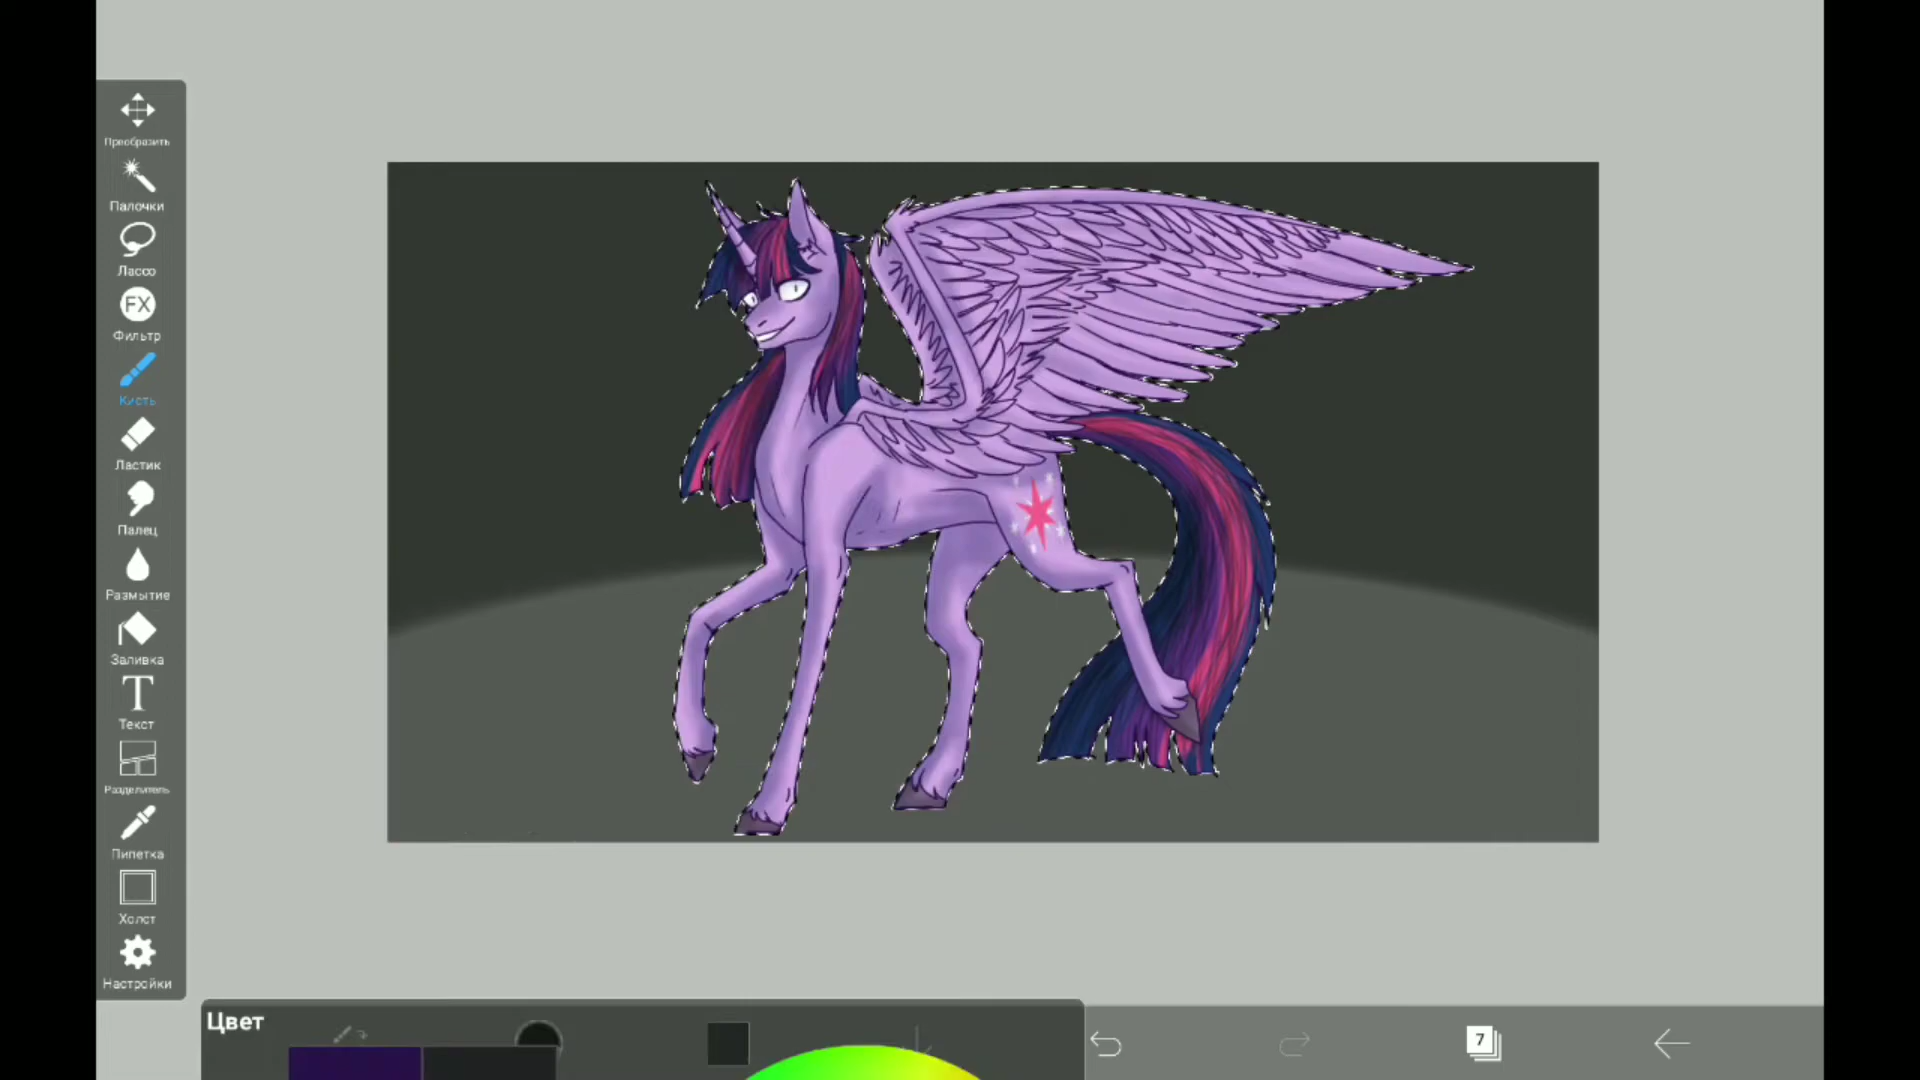 Преобразить
Палочки
Лассо
FX
Фильтр
Кисть
Ластик
Палец
Размытие
Заливка
T
Текст
Разделитель
Пипетка
Холст
Настройки
Цвет
7